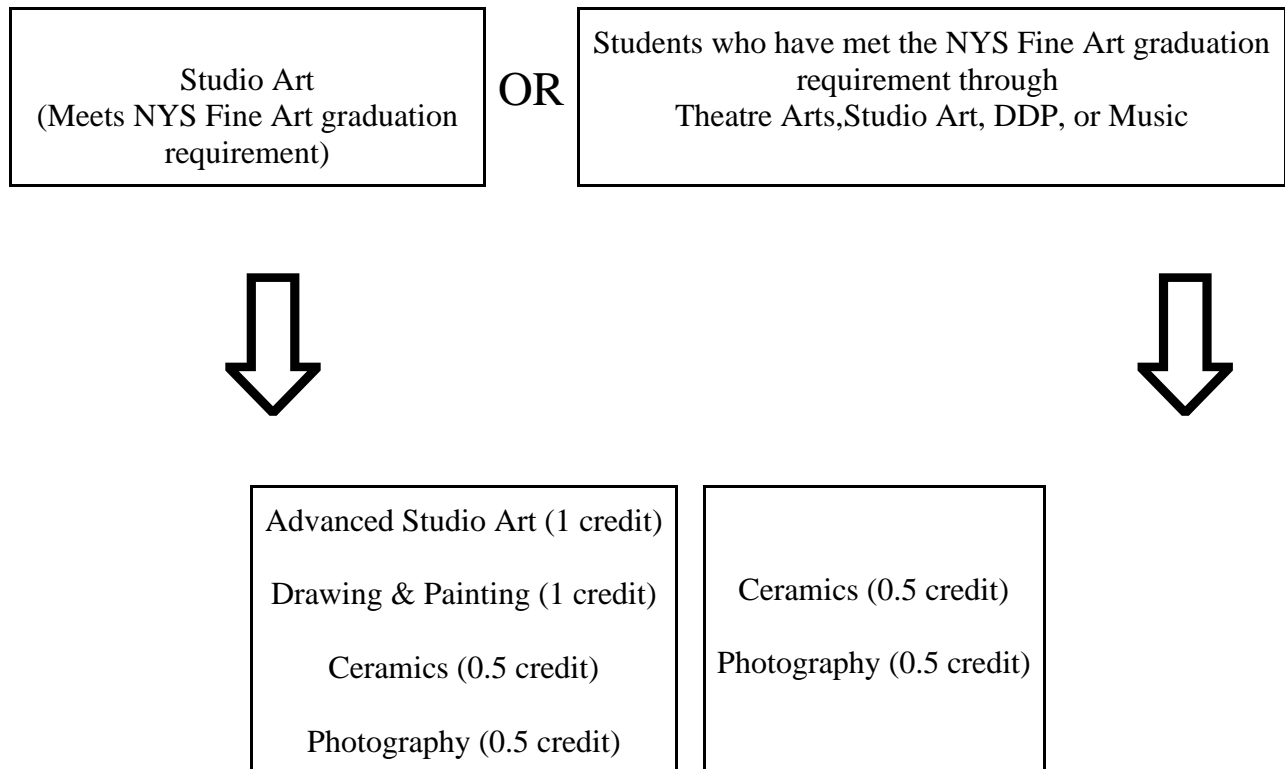 Studio Art
(Meets NYS Fine Art graduation
requirement)
OR
Students who have met the NYS Fine Art graduation
requirement through
Theatre Arts,Studio Art, DDP, or Music
Advanced Studio Art (1 credit)
Drawing & Painting (1 credit)
Ceramics (0.5 credit)
Photography (0.5 credit)
Ceramics (0.5 credit)
Photography (0.5 credit)